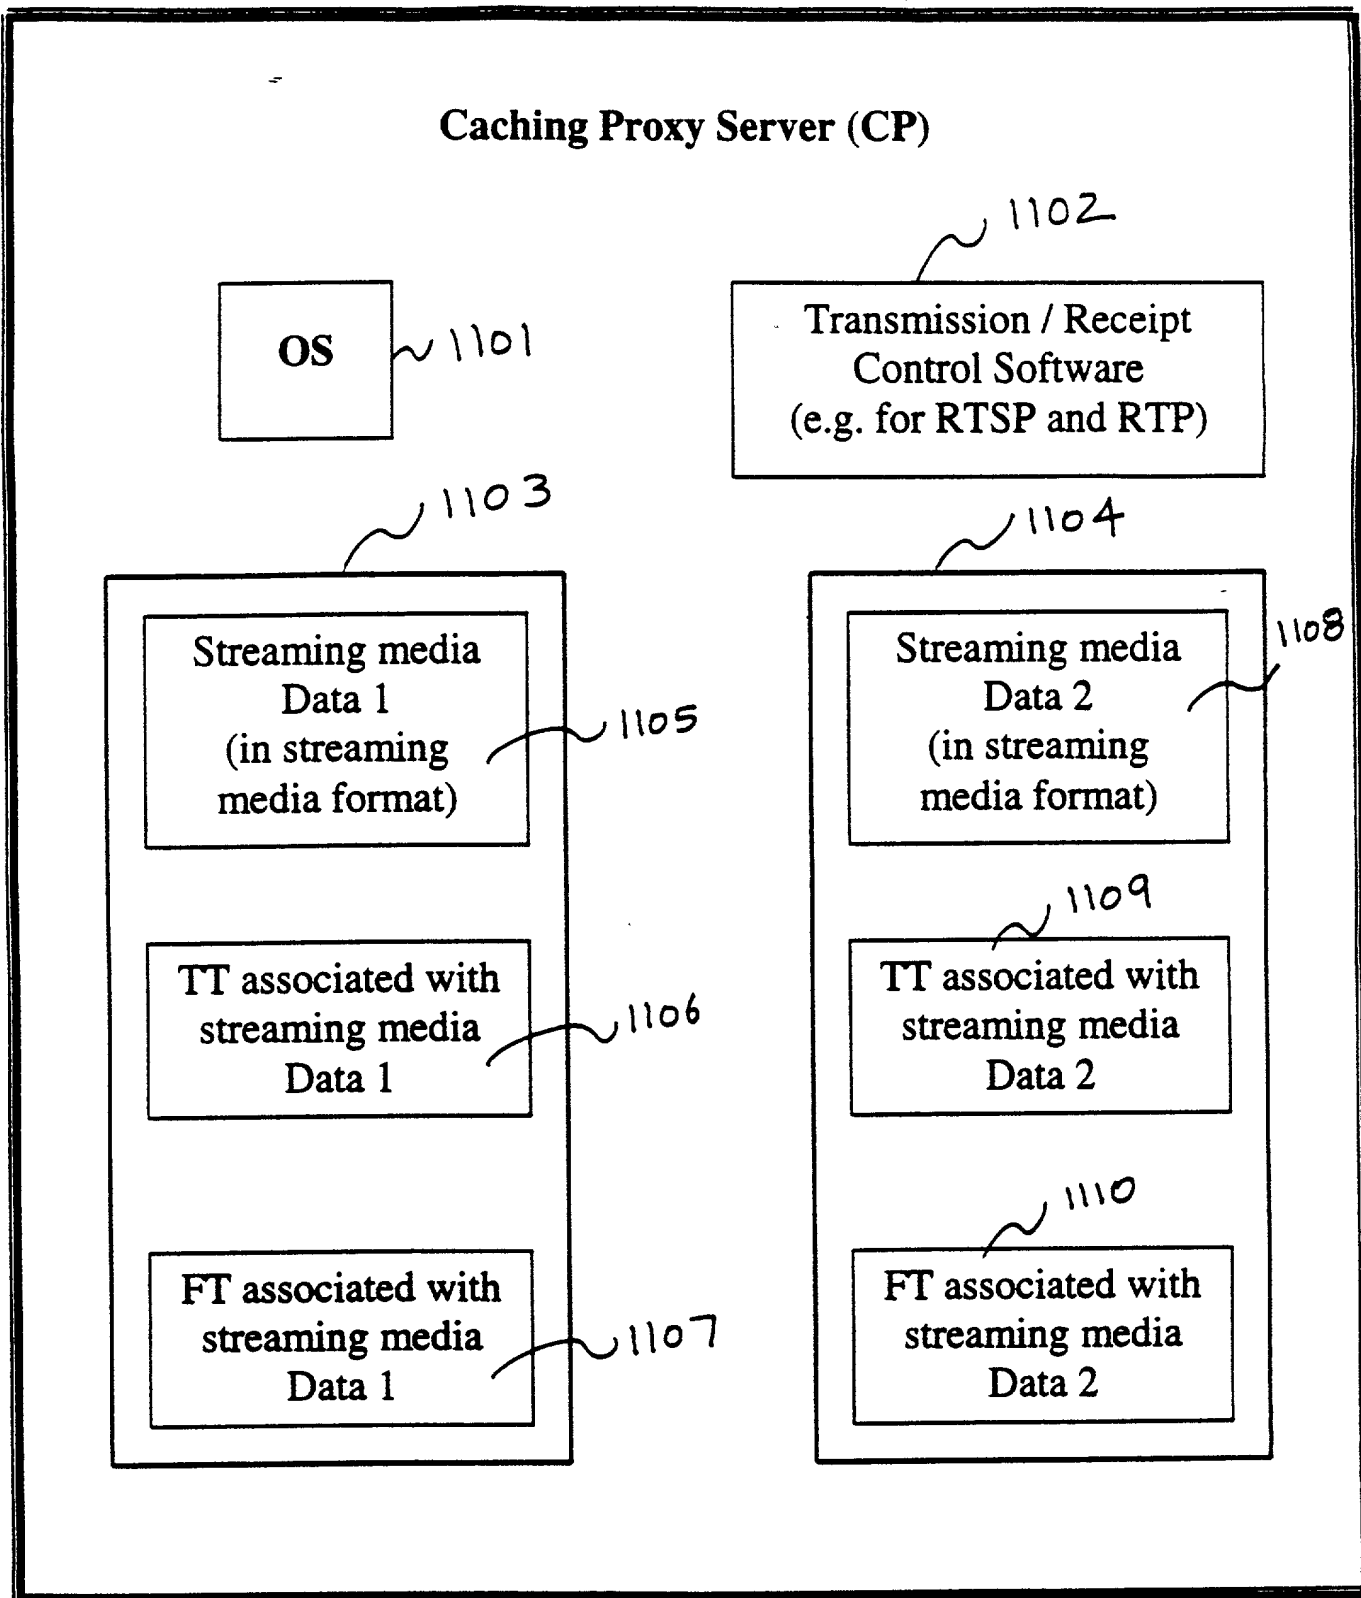 Caching Proxy Server (CP)
1102
OS
1101
Transmission / Receipt
Control Software
(e.g. for RTSP and RTP)
1103
1104
Streaming media
Data 1
(in streaming
media format)
1105
Streaming media
Data 2
(in streaming
media format)
1108
TT associated with
streaming media
Data 1
1106
1109
TT associated with
streaming media
Data 2
FT associated with
streaming media
Data 1
1107
1110
FT associated with
streaming media
Data 2